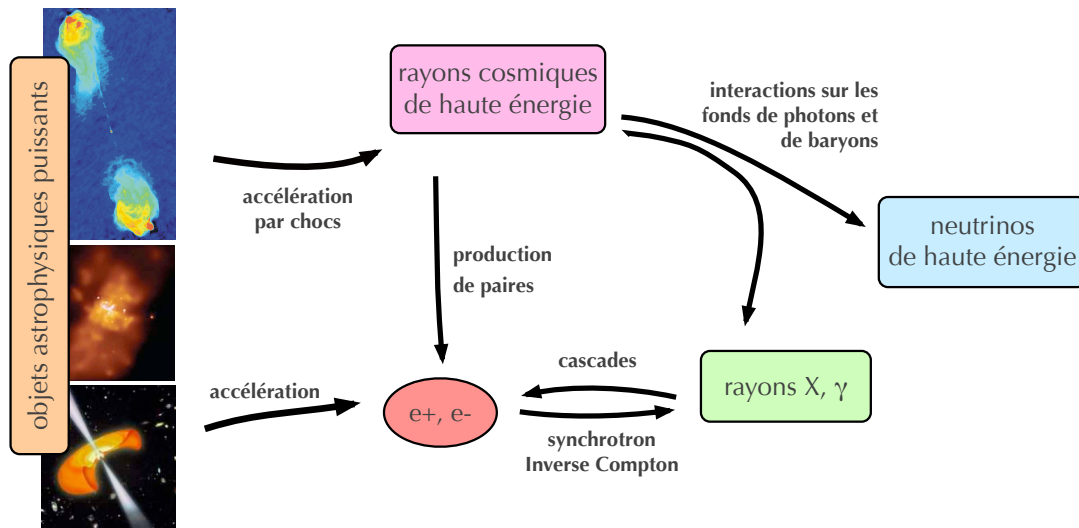 objets astrophysiques puissants
rayons cosmiques
de haute énergie
interactions sur les
fonds de photons et
de baryons
accélération
par chocs
neutrinos
de haute énergie
production
de paires
cascades
rayons X, γ
accélération
e+, e-
synchrotron
Inverse Compton